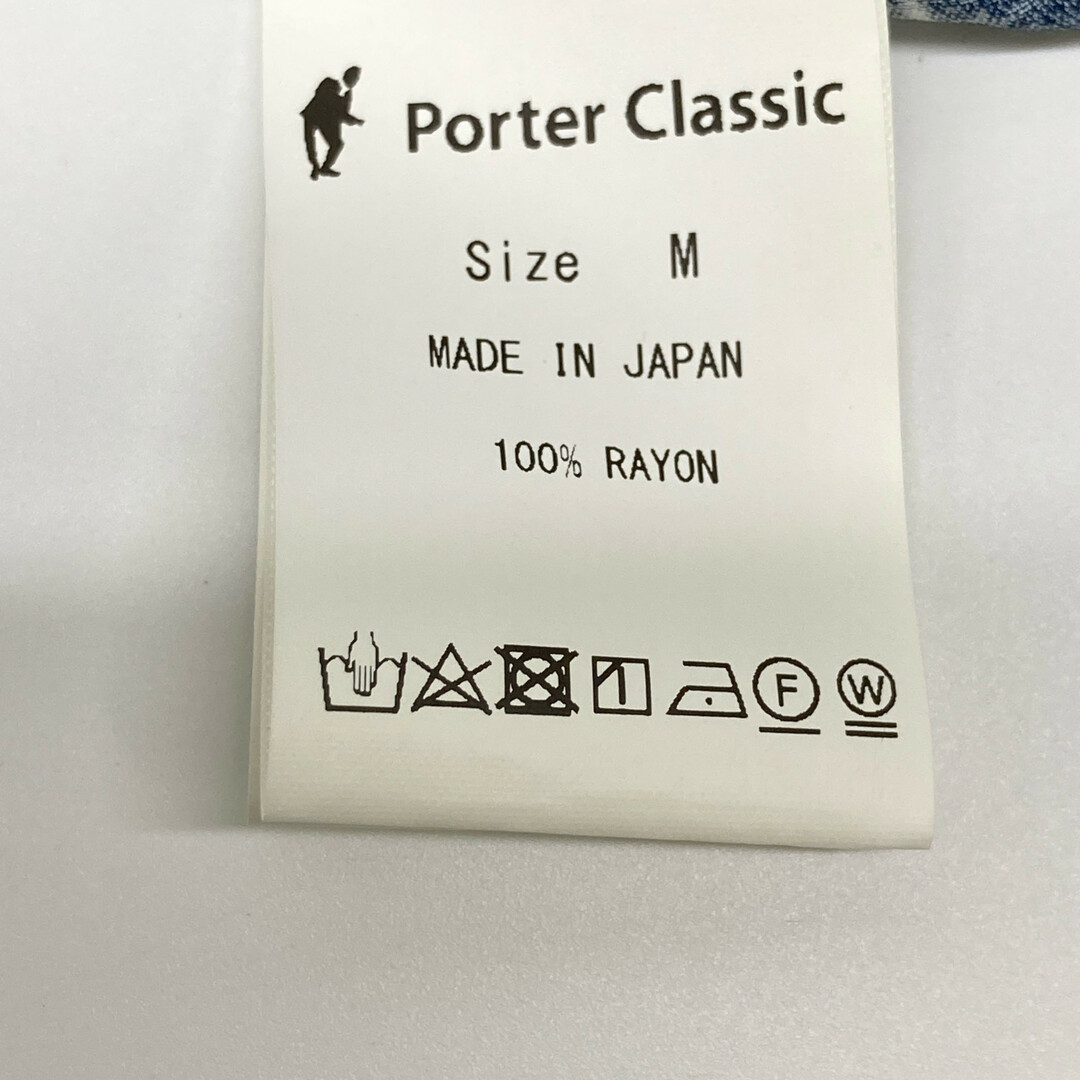 Porter Classic
Size M
MADE IN JAPAN
100% RAYON
F W